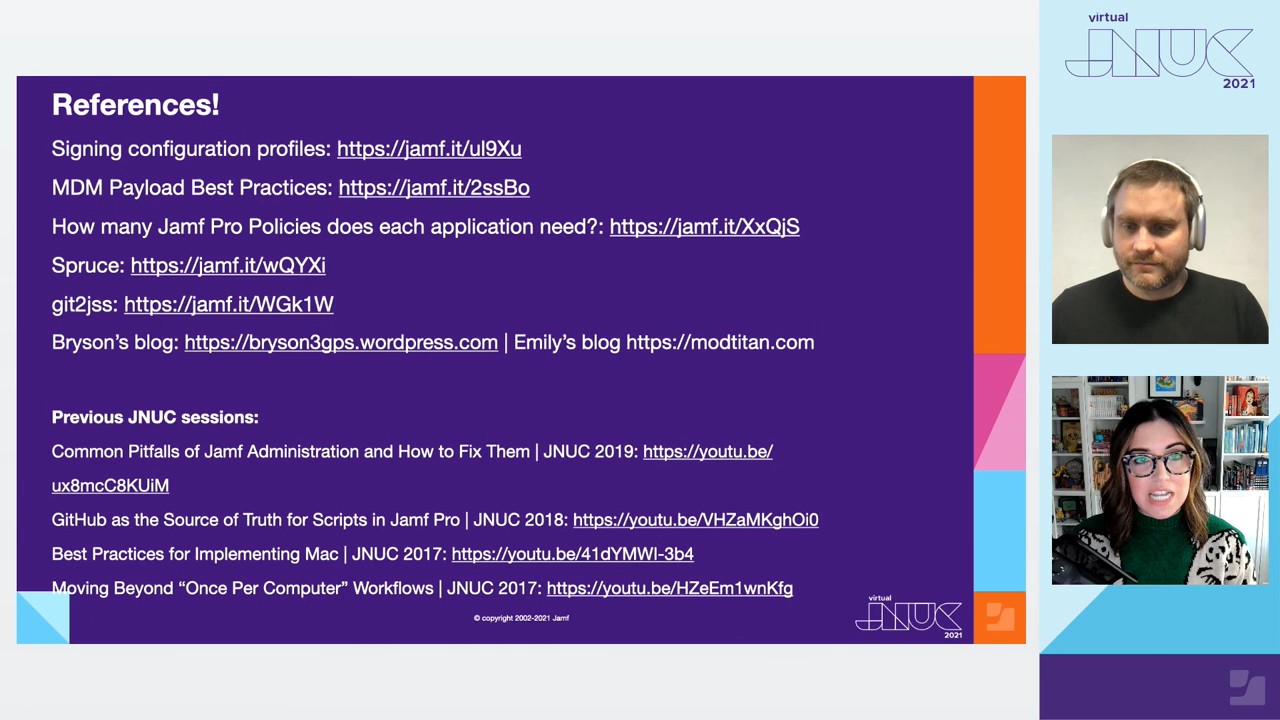 References!
Signing configuration profiles: https://jamf.it/ul9Xu
MDM Payload Best Practices: https://jamf.it/2ssBo
How many Jamf Pro Policies does each application need?: https://jamf.it/XxQjS
Spruce: https://jamf.it/wQYXi
git2jss: https://jamf.it/WGk1W
Bryson’s blog: https://bryson3gps.wordpress.com | Emily’s blog https://modtitan.com
Previous JNUC sessions:
Common Pitfalls of Jamf Administration and How to Fix Them | JNUC 2019: https://youtu.be/
ux8mcC8KUiM
GitHub as the Source of Truth for Scripts in Jamf Pro | JNUC 2018: https://youtu.be/VHZaMKghOi0
Best Practices for Implementing Mac | JNUC 2017: https://youtu.be/41dYMWI-3b4
Moving Beyond “Once Per Computer” Workflows | JNUC 2017: https://youtu.be/HZeEm1wnKfg
© copyright 2002-2021 Jamf
virtual
JNUC
2021
virtual
JNUC
2021